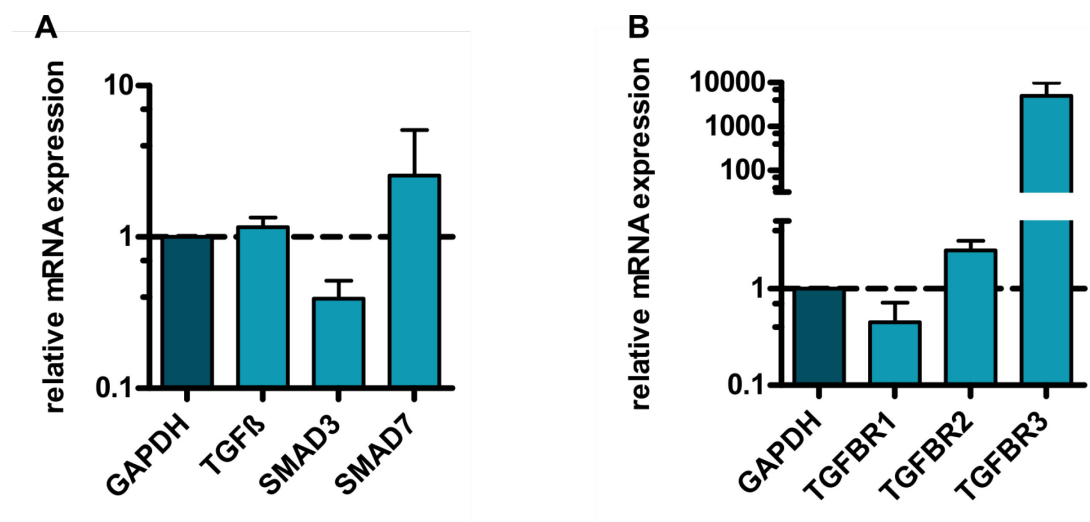 A
relative mRNA expression
10
1
0.1
GAPDH
TGFß
SMAD3
SMAD7
B
relative mRNA expression
10000
1000
100
1
0.1
GAPDH
TGFBR1
TGFBR2
TGFBR3